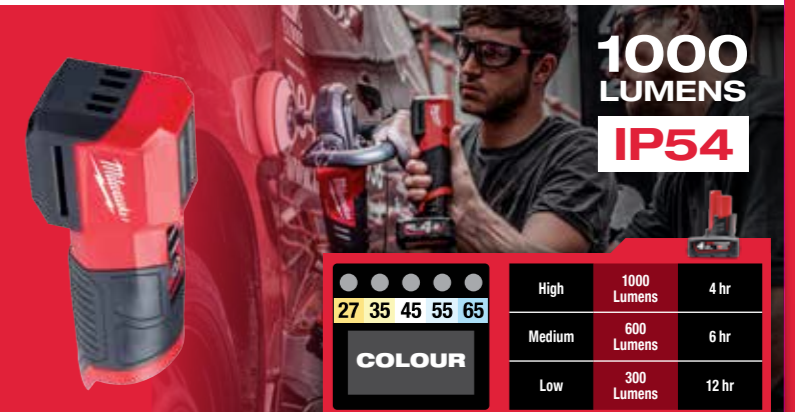 1000
LUMENS
IP54
Milwaukee
27 35 45 55 65
COLOUR
High 1000 Lumens 4 hr
Medium 600 Lumens 6 hr
Low 300 Lumens 12 hr